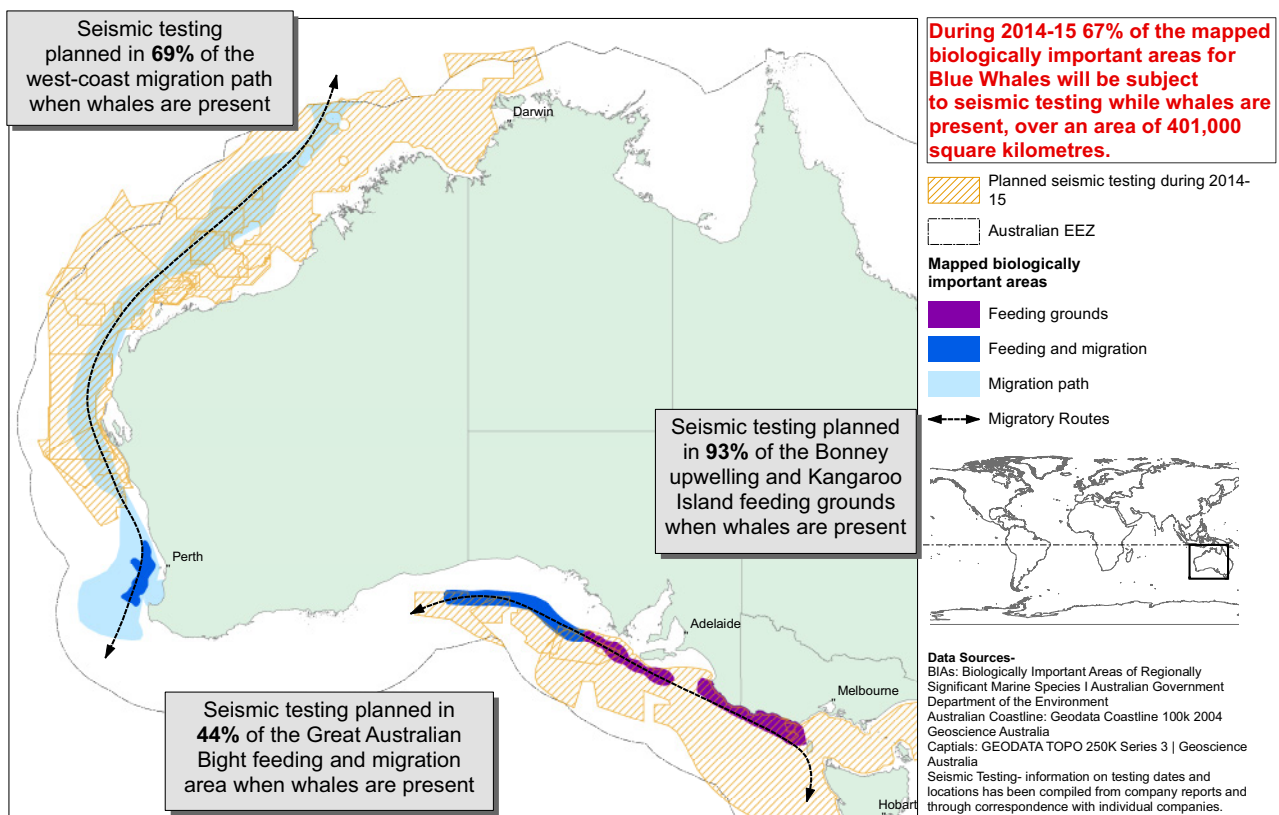 Seismic testing
planned in 69% of the
west-coast migration path
when whales are present
Darwin
Seismic testing planned
in 93% of the Bonney
upwelling and Kangaroo
Island feeding grounds
when whales are present
Perth
Adelaide
Melbourne
Hobart
Seismic testing planned in
44% of the Great Australian
Bight feeding and migration
area when whales are present
During 2014-15 67% of the mapped
biologically important areas for
Blue Whales will be subject
to seismic testing while whales are
present, over an area of 401,000
square kilometres.
Planned seismic testing during 2014-
15
Australian EEZ
Mapped biologically
important areas
Feeding grounds
Feeding and migration
Migration path
Migratory Routes
Data Sources-
BIAs: Biologically Important Areas of Regionally
Significant Marine Species I Australian Government
Department of the Environment
Australian Coastline: Geodata Coastline 100k 2004
Geoscience Australia
Captials: GEODATA TOPO 250K Series 3 | Geoscience
Australia
Seismic Testing- information on testing dates and
locations has been compiled from company reports and
through correspondence with individual companies.